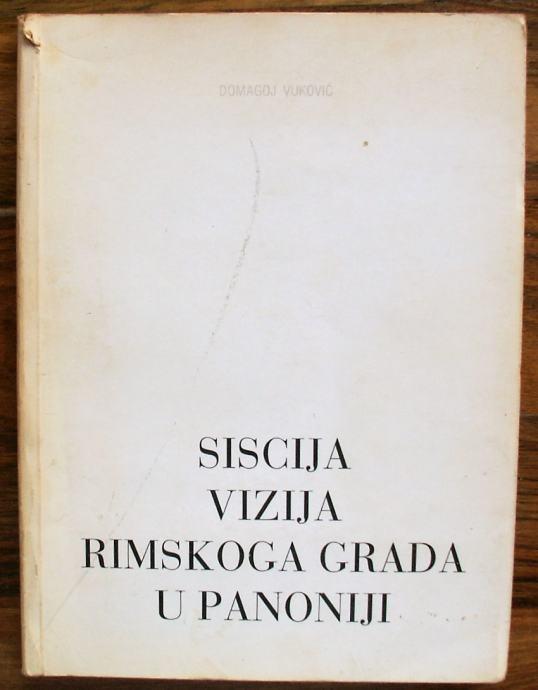 DOMAGOJ VUKOVIĆ
SISCIJA
VIZIJA
RIMSKOGA GRADA
U PANONIJI